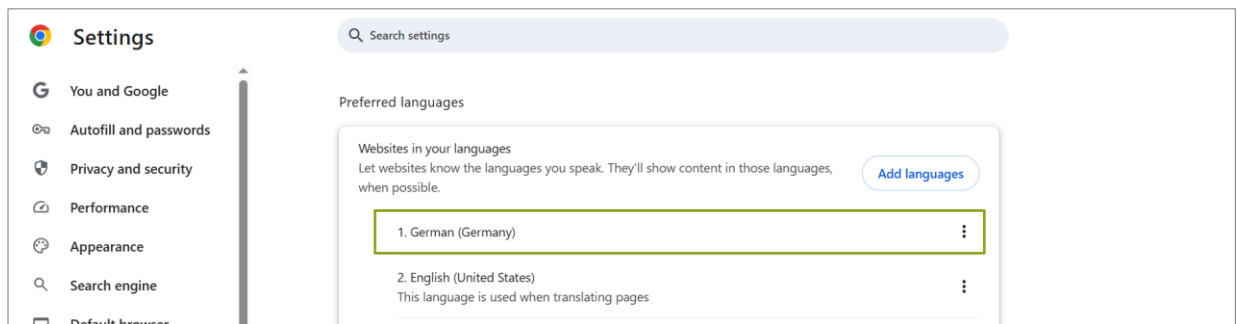 Settings
Search settings
You and Google
Autofill and passwords
Privacy and security
Performance
Appearance
Search engine
Default browser
Preferred languages
Websites in your languages
Let websites know the languages you speak. They'll show content in those languages,
when possible.
Add languages
1. German (Germany)
2. English (United States)
This language is used when translating pages